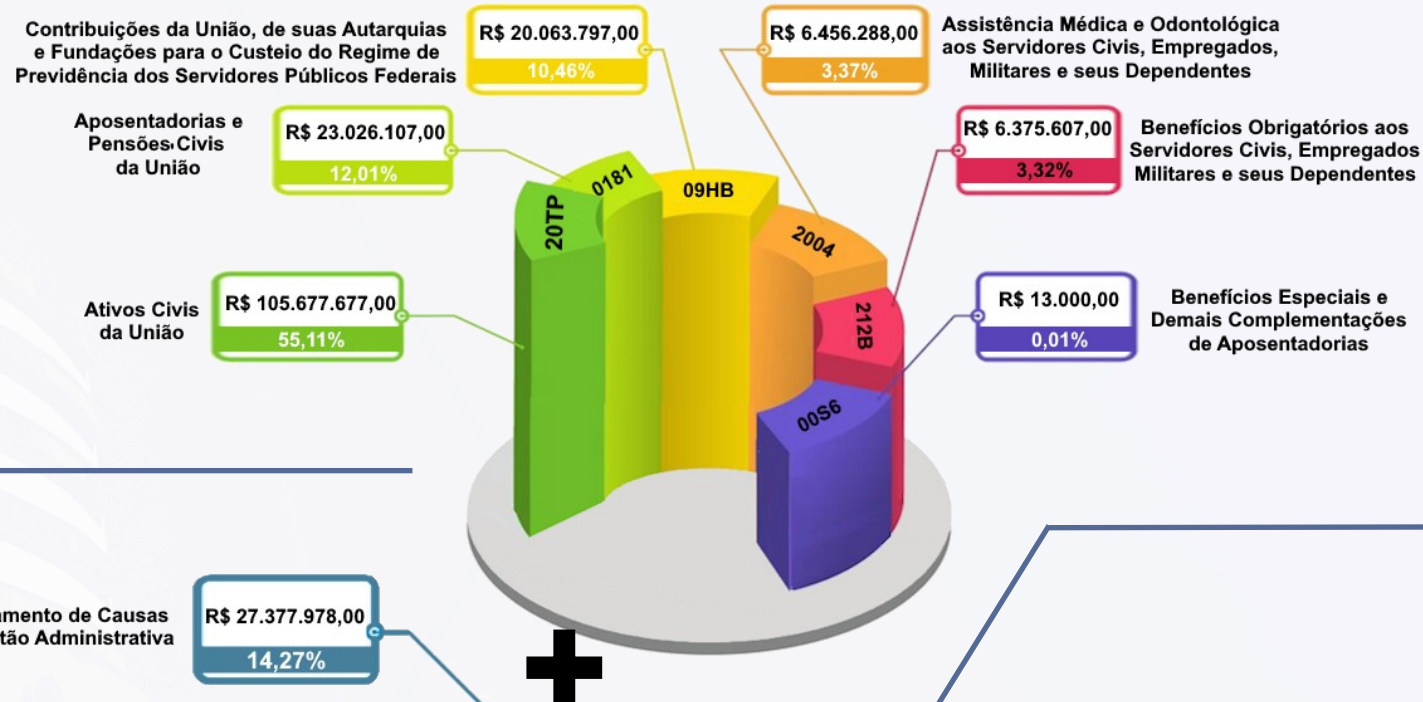 Contribuições da União, de suas Autarquias
e Fundações para o Custeio do Regime de
Previdência dos Servidores Públicos Federais
R$ 20.063.797,00
10,46%
R$ 6.456.288,00
3,37%
Assistência Médica e Odontológica
aos Servidores Civis, Empregados,
Militares e seus Dependentes
Aposentadorias e
Pensões Civis
da União
R$ 23.026.107,00
12,01%
R$ 6.375.607,00
3,32%
Benefícios Obrigatórios aos
Servidores Civis, Empregados
Militares e seus Dependentes
20TP
0181
09HB
2004
212B
00S6
Ativos Civis
da União
R$ 105.677.677,00
55,11%
R$ 13.000,00
0,01%
Benefícios Especiais e
Demais Complementações
de Aposentadorias
de Causas
Administrativa
R$ 27.377.978,00
14,27%